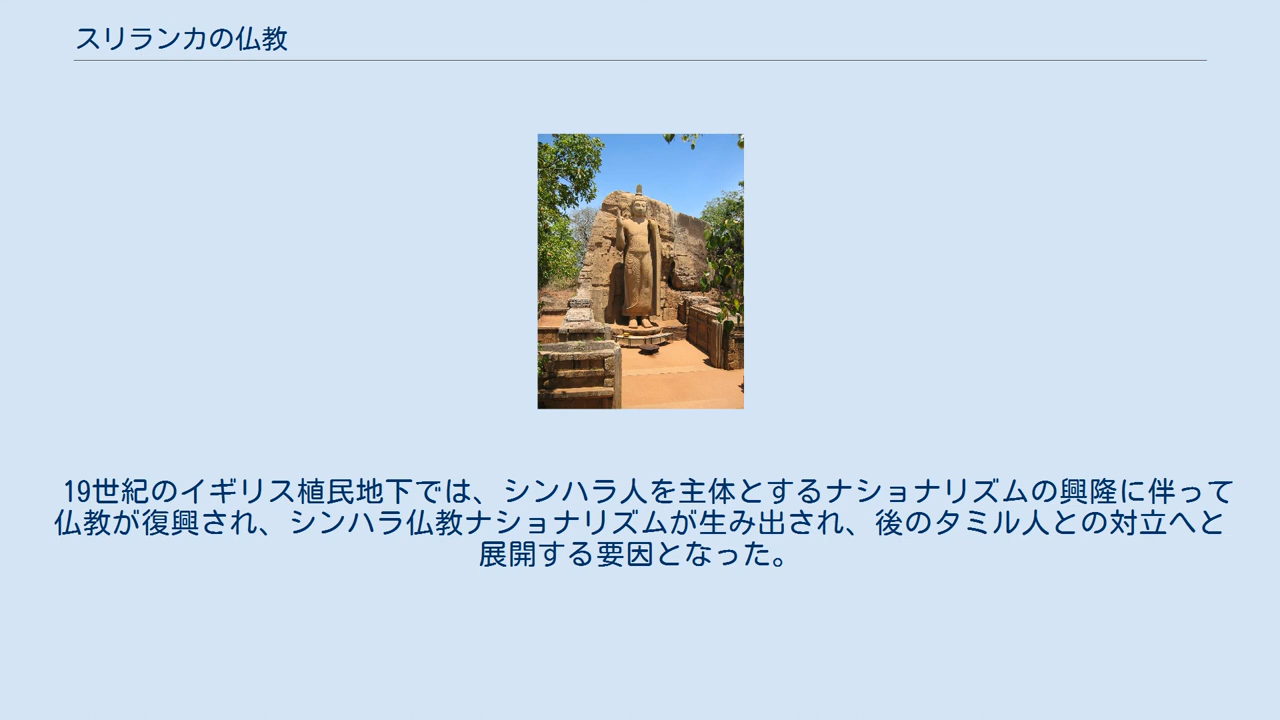 スリランカの仏教
19世紀のイギリス植民地下では、シンハラ人を主体とするナショナリズムの興隆に伴って
仏教が復興され、シンハラ仏教ナショナリズムが生み出され、後のタミル人との対立へと
展開する要因となった。